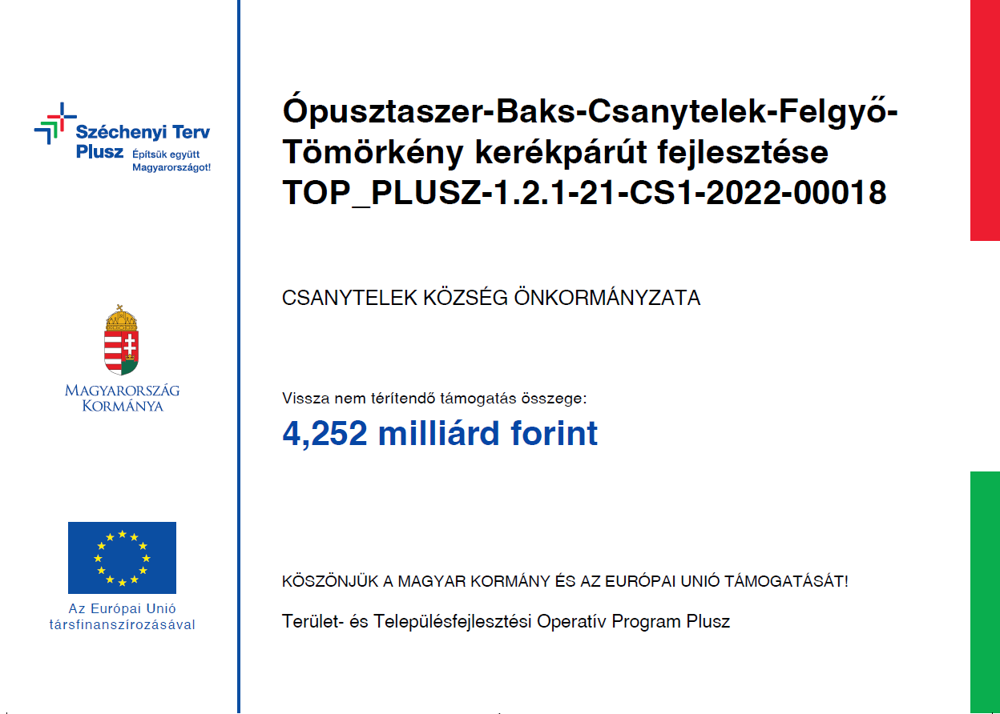 Széchenyi Terv
Plusz Építsük együtt
Magyarországot!
MAGYARORSZÁG
KORMÁNYA
Az Európai Unió
társfinanszírozásával
Ópusztaszer-Baks-Csanytelek-Felgyő-
Tömörkény kerékpárút fejlesztése
TOP_PLUSZ-1.2.1-21-CS1-2022-00018
CSANYTELEK KÖZSÉG ÖNKORMÁNYZATA
Vissza nem térítendő támogatás összege:
4,252 milliárd forint
KÖSZÖNJÜK A MAGYAR KORMÁNY ÉS AZ EURÓPAI UNIÓ TÁMOGATÁSÁT!
Terület- és Településfejlesztési Operatív Program Plusz